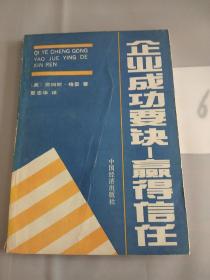 QI YE CHENG GONG
YAO JUE YING DE
XIN REN
企业成功要诀-赢得信任
中国经济出版社